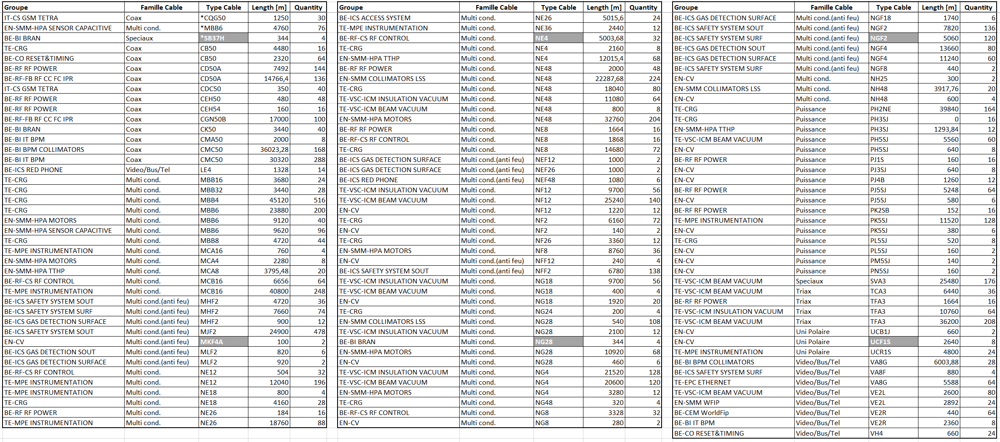 Groupe Famille Cable Type Cable Length [m] Quantity
IT-CS GSM TETRA Coax *CQG50 1250 30
EN-SMM-HPA SENSOR CAPACITIVE Multi cond. *MBB6 4760 76
BE-BI BRAN Speciaux *SB37H 344 4
TE-CRG Coax CB50 4480 16
BE-CO RESET&TIMING Coax CB50 2320 64
BE-RF RF POWER Coax CD50A 7492 144
BE-RF-FB RF CC FC IPR Coax CD50A 14766,4 136
IT-CS GSM TETRA Coax CDC50 350 40
BE-RF RF POWER Coax CEH50 480 48
BE-RF RF POWER Coax CEH54 160 16
BE-RF-FB RF CC FC IPR Coax CGN50B 17000 100
BE-BI BRAN Coax CK50 3440 40
BE-BI IT BPM Coax CMA50 2000 8
BE-BI BPM COLLIMATORS Coax CMC50 36023,28 168
BE-BI IT BPM Coax CMC50 30320 288
BE-ICS RED PHONE Video/Bus/Tel LE4 1328 14
TE-CRG Multi cond. MBB16 3680 24
TE-CRG Multi cond. MBB32 3440 28
TE-CRG Multi cond. MBB4 45120 516
TE-CRG Multi cond. MBB6 23880 200
EN-SMM-HPA MOTORS Multi cond. MBB6 9120 40
EN-SMM-HPA SENSOR CAPACITIVE Multi cond. MBB6 9620 96
TE-CRG Multi cond. MBB8 4720 44
TE-MPE INSTRUMENTATION Multi cond. MCA16 760 4
EN-SMM-HPA MOTORS Multi cond. MCA4 2280 8
EN-SMM-HPA TTHP Multi cond. MCA8 3795,48 20
BE-RF-CS RF CONTROL Multi cond. MCB16 6656 64
TE-MPE INSTRUMENTATION Multi cond. MCB16 40800 248
BE-ICS SAFETY SYSTEM SOUT Multi cond.(anti feu) MHF2 4720 36
BE-ICS SAFETY SYSTEM SURF Multi cond.(anti feu) MHF2 7660 74
BE-ICS GAS DETECTION SURFACE Multi cond.(anti feu) MHF2 900 12
BE-ICS SAFETY SYSTEM SOUT Multi cond.(anti feu) MJF2 24900 478
EN-CV Multi cond.(anti feu) MKF4A 100 2
BE-ICS GAS DETECTION SOUT Multi cond.(anti feu) MLF2 820 6
BE-ICS GAS DETECTION SURFACE Multi cond.(anti feu) MLF2 920 2
BE-RF-CS RF CONTROL Multi cond. NE12 504 32
TE-MPE INSTRUMENTATION Multi cond. NE12 12040 196
TE-MPE INSTRUMENTATION Multi cond. NE18 800 4
TE-CRG Multi cond. NE18 4160 28
BE-RF RF POWER Multi cond. NE26 184 16
TE-MPE INSTRUMENTATION Multi cond. NE26 18760 88
Groupe Famille Cable Type Cable Length [m] Quantity
BE-ICS ACCESS SYSTEM Multi cond. NE26 5015,6 24
TE-MPE INSTRUMENTATION Multi cond. NE36 2440 12
BE-RF-CS RF CONTROL Multi cond. NE4 5003,68 32
TE-CRG Multi cond. NE4 2160 8
EN-SMM-HPA TTHP Multi cond. NE4 12015,4 68
BE-RF RF POWER Multi cond. NE48 2000 48
EN-SMM COLLIMATORS LSS Multi cond. NE48 22287,68 224
TE-CRG Multi cond. NE48 18040 80
TE-VSC-ICM INSULATION VACUUM Multi cond. NE48 11080 64
TE-VSC-ICM BEAM VACUUM Multi cond. NE48 800 8
EN-SMM-HPA MOTORS Multi cond. NE48 32760 204
BE-RF RF POWER Multi cond. NE8 1664 16
BE-RF-CS RF CONTROL Multi cond. NE8 1868 16
TE-CRG Multi cond. NE8 14680 72
BE-ICS GAS DETECTION SURFACE Multi cond.(anti feu) NEF12 1000 2
BE-ICS GAS DETECTION SURFACE Multi cond.(anti feu) NEF26 1000 2
BE-ICS RED PHONE Multi cond.(anti feu) NEF48 1080 6
TE-VSC-ICM INSULATION VACUUM Multi cond. NF12 9700 56
TE-VSC-ICM BEAM VACUUM Multi cond. NF12 25240 140
EN-CV Multi cond. NF12 1220 12
TE-CRG Multi cond. NF2 6160 72
EN-CV Multi cond. NF2 140 2
TE-CRG Multi cond. NF26 3360 12
EN-SMM-HPA MOTORS Multi cond. NF8 8760 36
EN-CV Multi cond.(anti feu) NFF12 240 4
BE-ICS SAFETY SYSTEM SOUT Multi cond.(anti feu) NFF2 6780 138
TE-VSC-ICM INSULATION VACUUM Multi cond. NG18 9700 56
TE-VSC-ICM BEAM VACUUM Multi cond. NG18 400 4
EN-CV Multi cond. NG18 1920 20
TE-CRG Multi cond. NG24 200 4
EN-SMM COLLIMATORS LSS Multi cond. NG28 540 108
TE-VSC-ICM INSULATION VACUUM Multi cond. NG28 2100 12
BE-BI BRAN Multi cond. NG28 344 4
EN-SMM-HPA MOTORS Multi cond. NG28 10920 68
EN-CV Multi cond. NG28 460 6
TE-VSC-ICM INSULATION VACUUM Multi cond. NG4 21520 128
TE-VSC-ICM BEAM VACUUM Multi cond. NG4 20600 120
EN-SMM-HPA MOTORS Multi cond. NG4 3280 12
TE-CRG Multi cond. NG48 320 4
BE-RF-CS RF CONTROL Multi cond. NG8 3328 32
EN-CV Multi cond. NG8 280 2
Groupe Famille Cable Type Cable Length [m] Quantity
BE-ICS GAS DETECTION SURFACE Multi cond.(anti feu) NGF18 1740 6
BE-ICS SAFETY SYSTEM SOUT Multi cond.(anti feu) NGF2 7820 136
BE-ICS SAFETY SYSTEM SURF Multi cond.(anti feu) NGF2 5060 120
BE-ICS GAS DETECTION SOUT Multi cond.(anti feu) NGF4 13660 80
BE-ICS GAS DETECTION SURFACE Multi cond.(anti feu) NGF4 11240 60
BE-ICS SAFETY SYSTEM SURF Multi cond.(anti feu) NGF8 440 2
EN-CV Multi cond. NH25 300 2
EN-SMM COLLIMATORS LSS Multi cond. NH48 3917,76 20
EN-CV Multi cond. NH48 600 4
TE-CRG Puissance PH2NE 39840 164
TE-CRG Puissance PH3SJ 0 16
EN-SMM-HPA TTHP Puissance PH3SJ 1293,84 12
TE-VSC-ICM BEAM VACUUM Puissance PH5SJ 5560 60
EN-CV Puissance PH5SJ 640 8
BE-RF RF POWER Puissance PJ1S 160 16
EN-CV Puissance PJ3SJ 640 8
EN-CV Puissance PJ4B 1260 12
BE-RF RF POWER Puissance PJ5SJ 5248 64
EN-CV Puissance PJ5SJ 580 6
BE-RF RF POWER Puissance PK2SB 152 16
TE-MPE INSTRUMENTATION Puissance PK5SJ 11520 128
EN-CV Puissance PK5SJ 380 6
TE-CRG Puissance PL5SJ 520 8
EN-CV Puissance PL5SJ 160 2
EN-CV Puissance PM5SJ 140 2
EN-CV Puissance PN5SJ 160 2
TE-VSC-ICM BEAM VACUUM Speciaux SVA3 25480 176
TE-VSC-ICM BEAM VACUUM Triax TCA3 6440 36
BE-RF RF POWER Triax TFA3 1664 16
TE-VSC-ICM INSULATION VACUUM Triax TFA3 10760 64
TE-VSC-ICM BEAM VACUUM Triax TFA3 36200 208
EN-CV Uni Polaire UCB1J 660 2
EN-CV Uni Polaire UCF1S 2640 8
TE-MPE INSTRUMENTATION Uni Polaire UCR1S 4800 24
BE-BI BPM COLLIMATORS Video/Bus/Tel VA8G 6003,88 28
BE-ICS SAFETY SYSTEM SURF Video/Bus/Tel VA8F 880 4
TE-EPC ETHERNET Video/Bus/Tel VA8G 5588 64
TE-VSC-ICM BEAM VACUUM Video/Bus/Tel VE2L 2600 80
EN-SMM WFIP Video/Bus/Tel VE2L 2892 24
BE-CEM WorldFip Video/Bus/Tel VE2R 440 64
BE-BI IT BPM Video/Bus/Tel VE2R 2360 8
BE-CO RESET&TIMING Video/Bus/Tel VH4 660 24